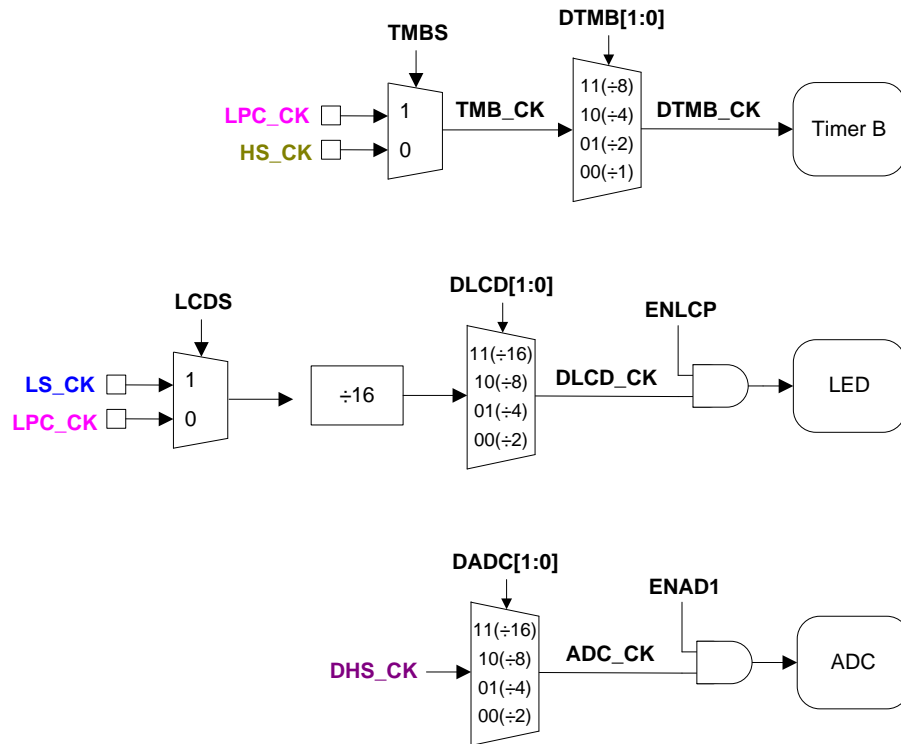 DTMB[1:0]
TMBS
11(÷8)
LPC_CK
1
TMB_CK
10(÷4)
DTMB_CK
Timer B
HS_CK
0
01(÷2)
00(÷1)
DLCD[1:0]
LCDS
ENLCP
11(÷16)
LS_CK
1
÷16
10(÷8)
DLCD_CK
LED
LPC_CK
0
01(÷4)
00(÷2)
DADC[1:0]
ENAD1
11(÷16)
DHS_CK
10(÷8)
ADC_CK
ADC
01(÷4)
00(÷2)